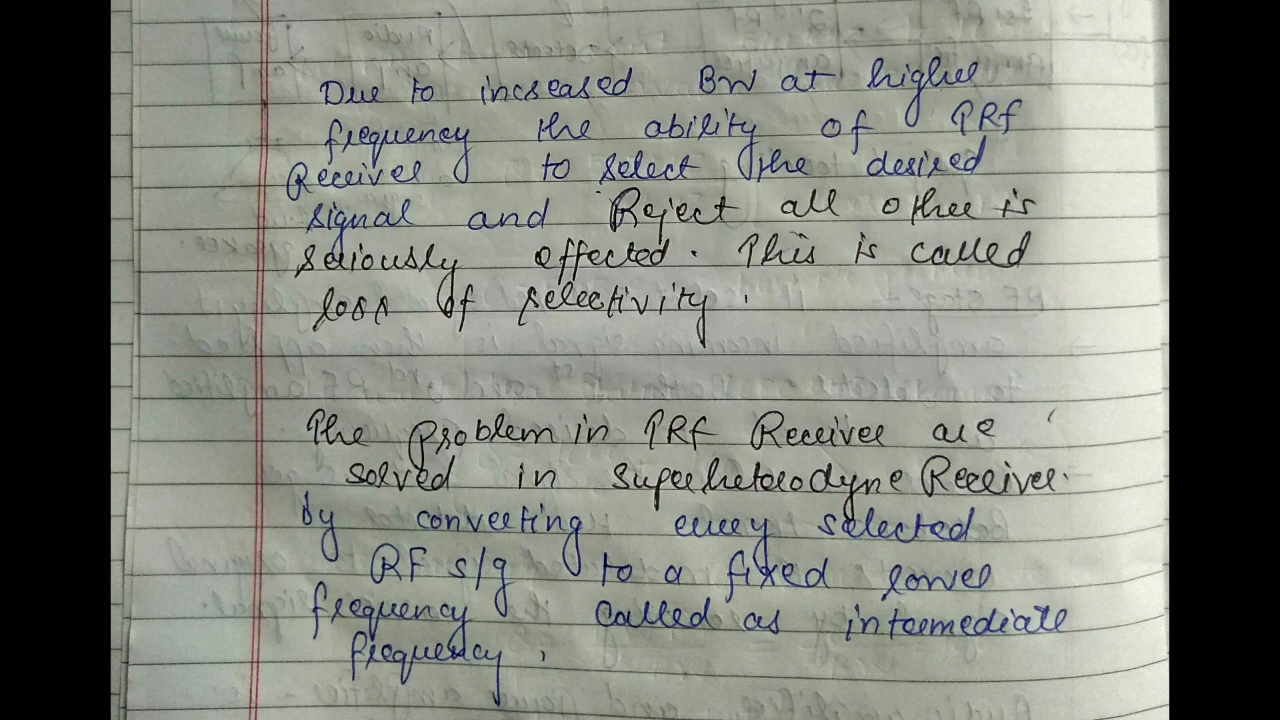 Due to increased BW at higher
frequency the ability of TRf
Receiver to select the desired
signal and Reject all other is
seriously effected. This is called
loss of selectivity.
The Problem in TRf Receiver are
solved in superheterodyne Receiver.
by converting every selected
RF s/g to a fixed lower
frequency called as intermediate
frequency.